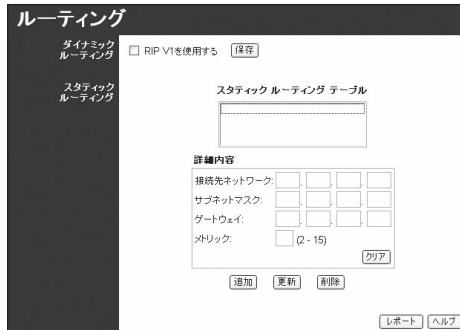 ルーティング
ダイナミック
ルーティング
RIP V1を使用する 保存
スタティック
ルーティング
スタティック ルーティング テーブル
詳細内容
接続先ネットワーク: . . .
サブネットマスク: . . .
ゲートウェイ: . . .
メトリック: (2 - 15)
クリア
追加 更新 削除
レポート ヘルプ